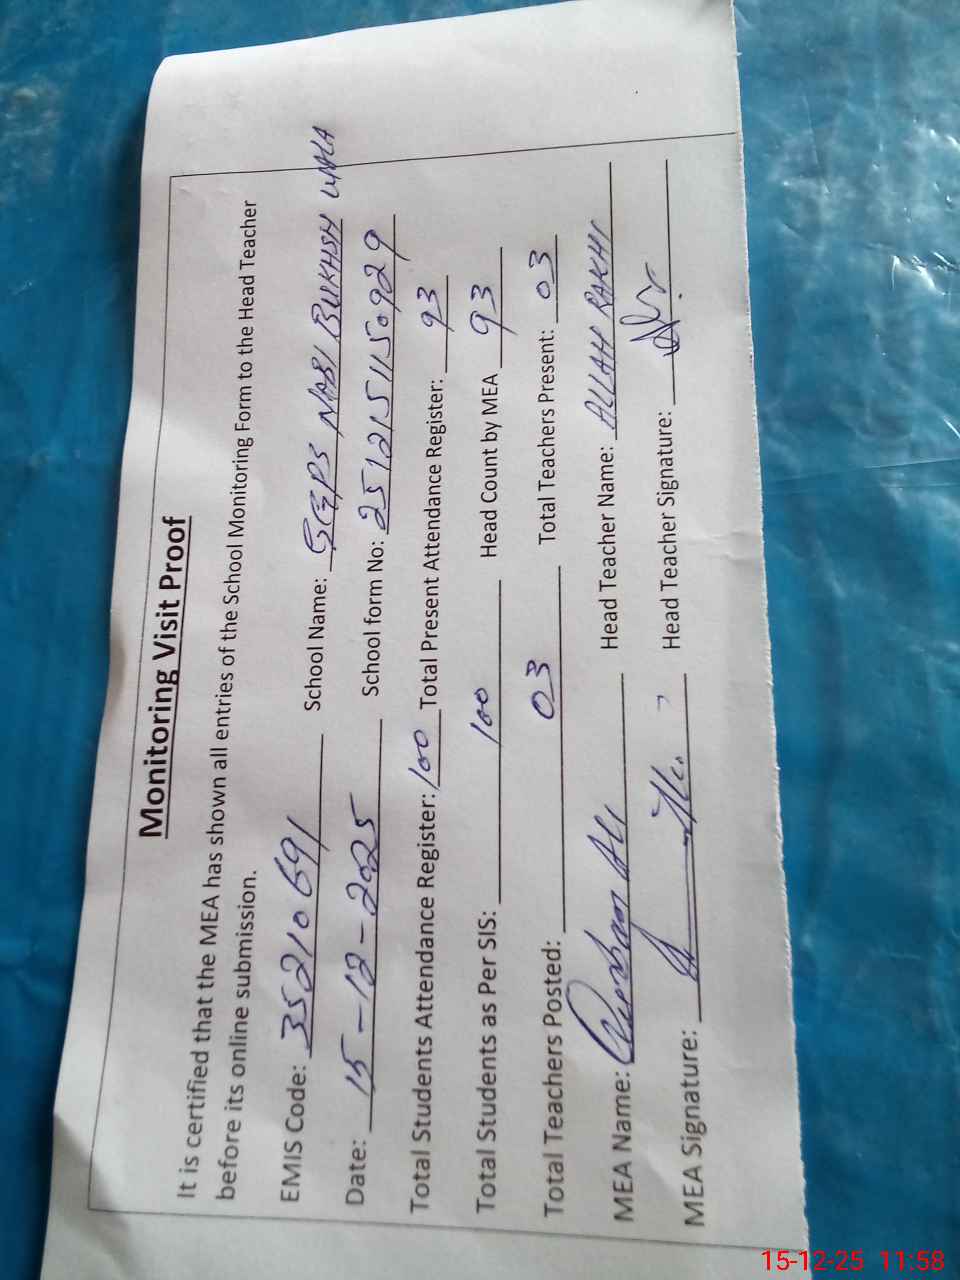 Monitoring Visit Proof
It is certified that the MEA has shown all entries of the School Monitoring Form to the Head Teacher
before its online submission.
EMIS Code: 35210691 School Name: GGPS NABI BUKHSH WALA
Date: 15-12-2025 School form No: 2512151150929
Total Students Attendance Register: 100 Total Present Attendance Register: 93
Total Students as Per SIS: 100 Head Count by MEA 93
Total Teachers Posted: 03 Total Teachers Present: 03
MEA Name: Ali Head Teacher Name: ALLAH RAKHI
MEA Signature: Head Teacher Signature:
15-12-25 11:58